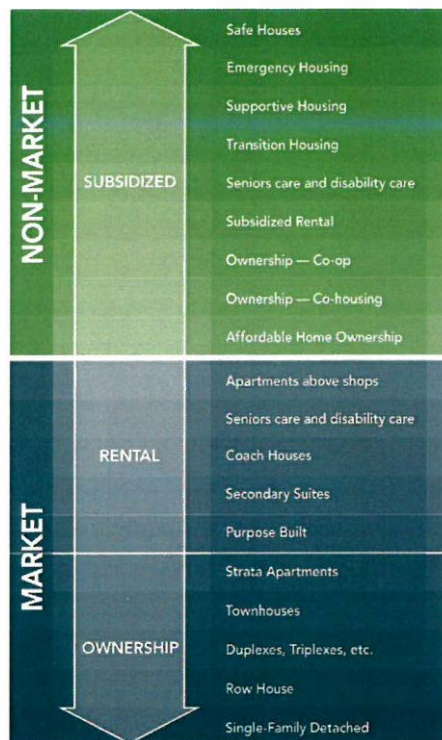 NON-MARKET
SUBSIDIZED
Safe Houses
Emergency Housing
Supportive Housing
Transition Housing
Seniors care and disability care
Subsidized Rental
Ownership — Co-op
Ownership — Co-housing
Affordable Home Ownership
MARKET
RENTAL
Apartments above shops
Seniors care and disability care
Coach Houses
Secondary Suites
Purpose Built
OWNERSHIP
Strata Apartments
Townhouses
Duplexes, Triplexes, etc.
Row House
Single-Family Detached